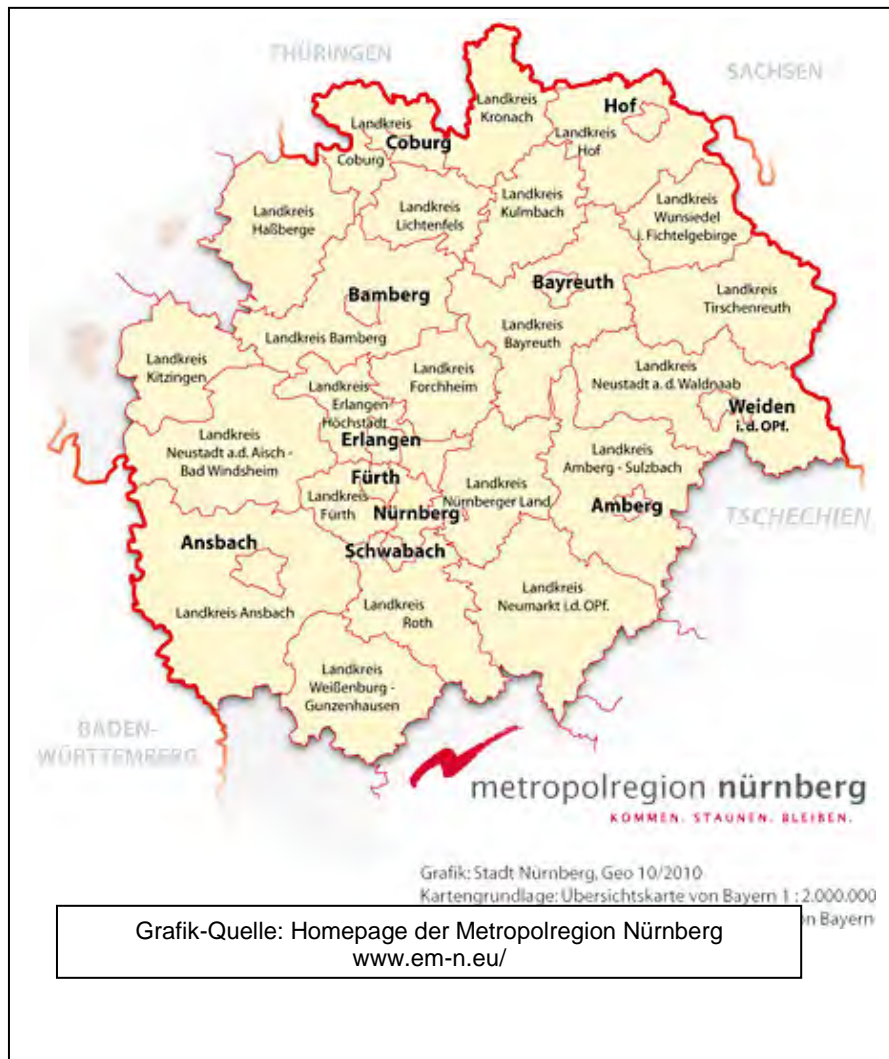 THÜRINGEN
SACHSEN
Landkreis
Kronach
Hof
Landkreis
Hof
Landkreis
Coburg
Coburg
Landkreis
Haßberge
Landkreis
Lichtenfels
Landkreis
Kulmbach
Landkreis
Wunsiedel
i. Fichtelgebirge
Bamberg
Bayreuth
Landkreis
Tirschenreuth
Landkreis Bamberg
Landkreis
Bayreuth
Landkreis
Kitzingen
Landkreis
Erlangen
Höchstadt
Landkreis
Forchheim
Landkreis
Neustadt a. d. Waldnaab
Weiden
i. d. OPf.
Landkreis
Neustadt a.d. Aisch -
Bad Windsheim
Erlangen
Fürth
Landkreis
Fürth
Nürnberg
Landkreis
Nürnberger Land
Landkreis
Amberg - Sulzbach
Amberg
TSCHECHIEN
Ansbach
Schwabach
Landkreis Ansbach
Landkreis
Roth
Landkreis
Neumarkt i.d. OPf.
Landkreis
Weißenburg -
Gunzenhausen
BADEN-
WÜRTTEMBERG
metropolregion nürnberg
KOMMEN. STAUNEN. BLEIBEN.
Grafik: Stadt Nürnberg, Geo 10/2010
Kartengrundlage: Übersichtskarte von Bayern 1 : 2.000.000
n Bayern
Grafik-Quelle: Homepage der Metropolregion Nürnberg
www.em-n.eu/